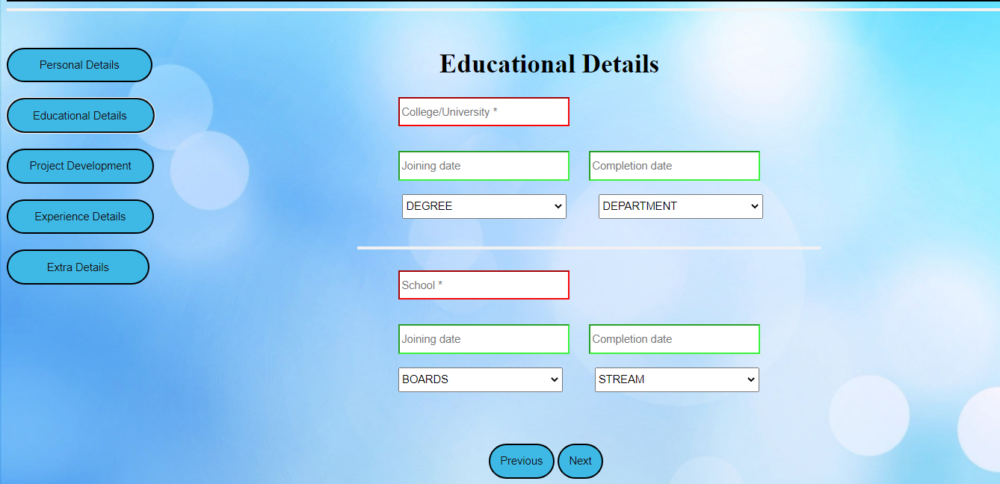 Personal Details
Educational Details
Project Development
Experience Details
Extra Details
Educational Details
College/University *
Joining date Completion date
DEGREE DEPARTMENT
School *
Joining date Completion date
BOARDS STREAM
Previous Next